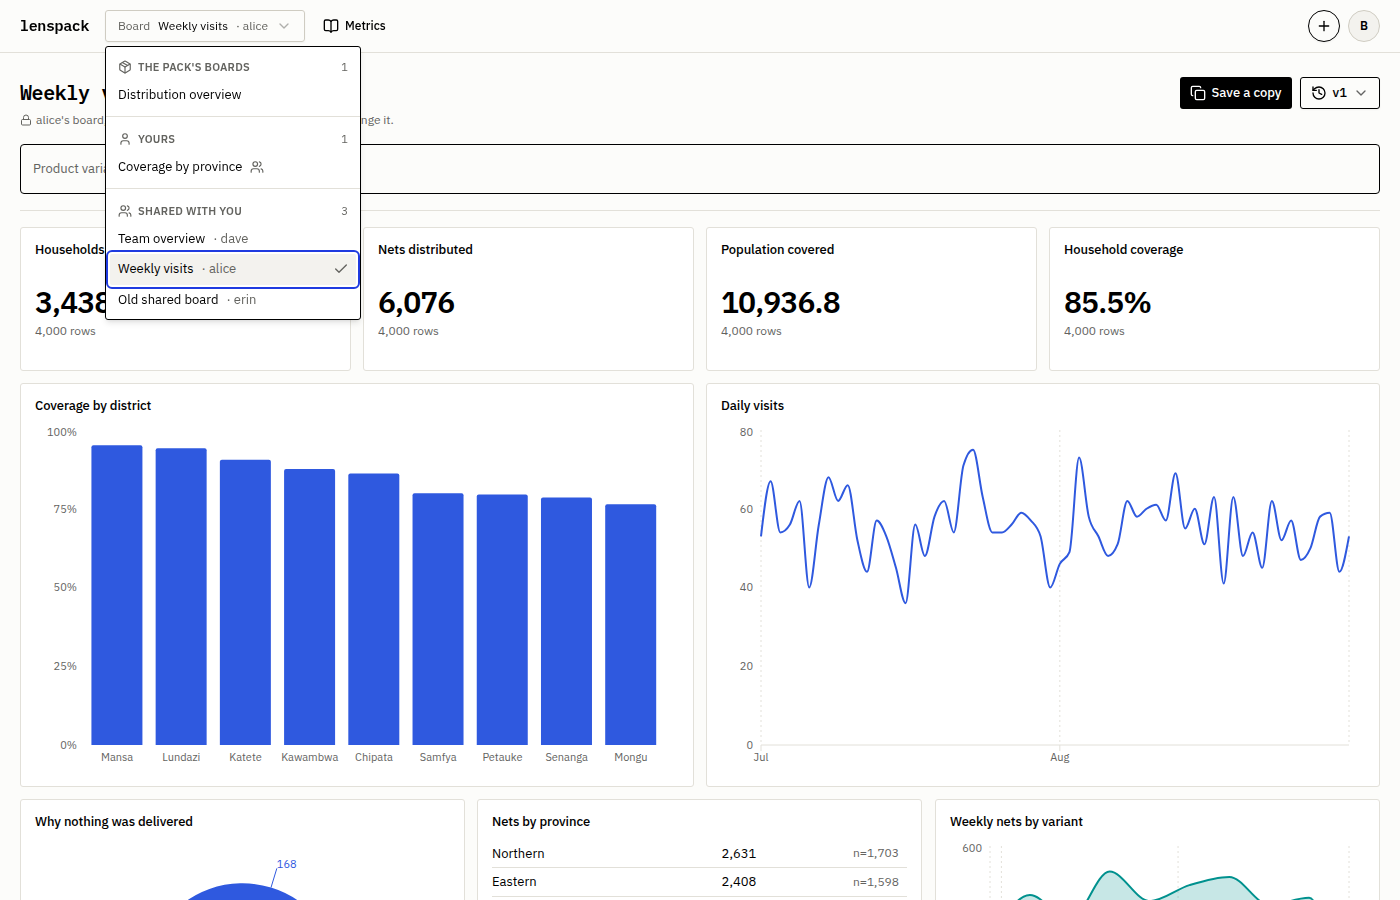 lenspack
Board Weekly visits · alice
Metrics
B
THE PACK'S BOARDS 1
Distribution overview
YOURS 1
Coverage by province
SHARED WITH YOU 3
Team overview · dave
Weekly visits · alice
Old shared board · erin
Weekly
Save a copy
v1
alice's board
nge it.
Product varia
Households
3,438
4,000 rows
Nets distributed
6,076
4,000 rows
Population covered
10,936.8
4,000 rows
Household coverage
85.5%
4,000 rows
Coverage by district
100%
75%
50%
25%
0%
Mansa Lundazi Katete Kawambwa Chipata Samfya Petauke Senanga Mongu
Daily visits
80
60
40
20
0
Jul Aug
Why nothing was delivered
168
Nets by province
Northern 2,631 n=1,703
Eastern 2,408 n=1,598
Weekly nets by variant
600